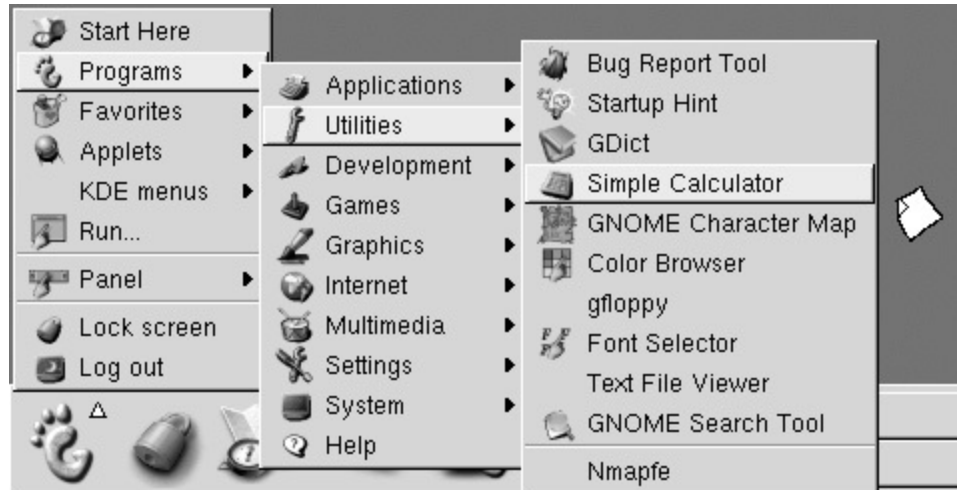 Start Here
Programs
Favorites
Applets
KDE menus
Run...
Panel
Lock screen
Log out
Applications
Utilities
Development
Games
Graphics
Internet
Multimedia
Settings
System
Help
Bug Report Tool
Startup Hint
GDict
Simple Calculator
GNOME Character Map
Color Browser
gfloppy
Font Selector
Text File Viewer
GNOME Search Tool
Nmapfe